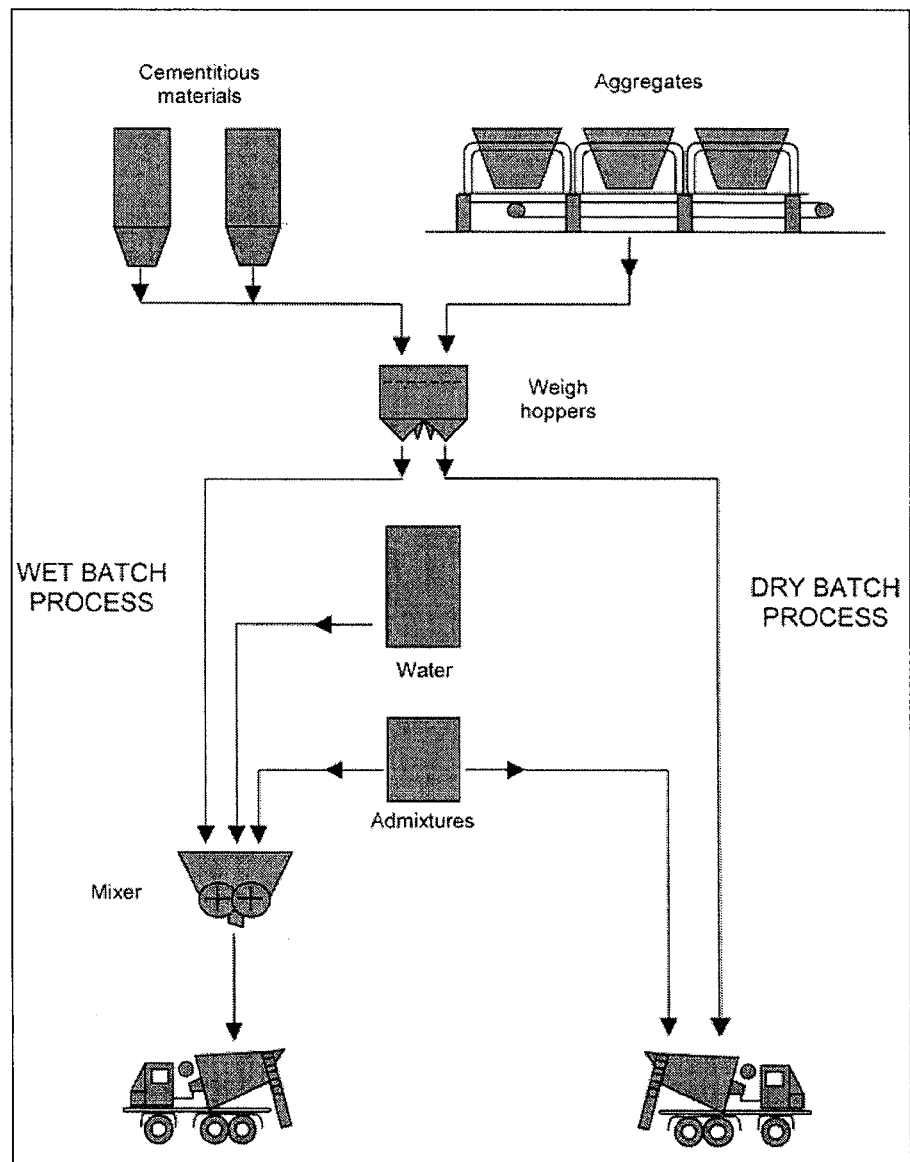 Cementitious
materials
Aggregates
Weigh
hoppers
WET BATCH
PROCESS
DRY BATCH
PROCESS
Water
Admixtures
Mixer